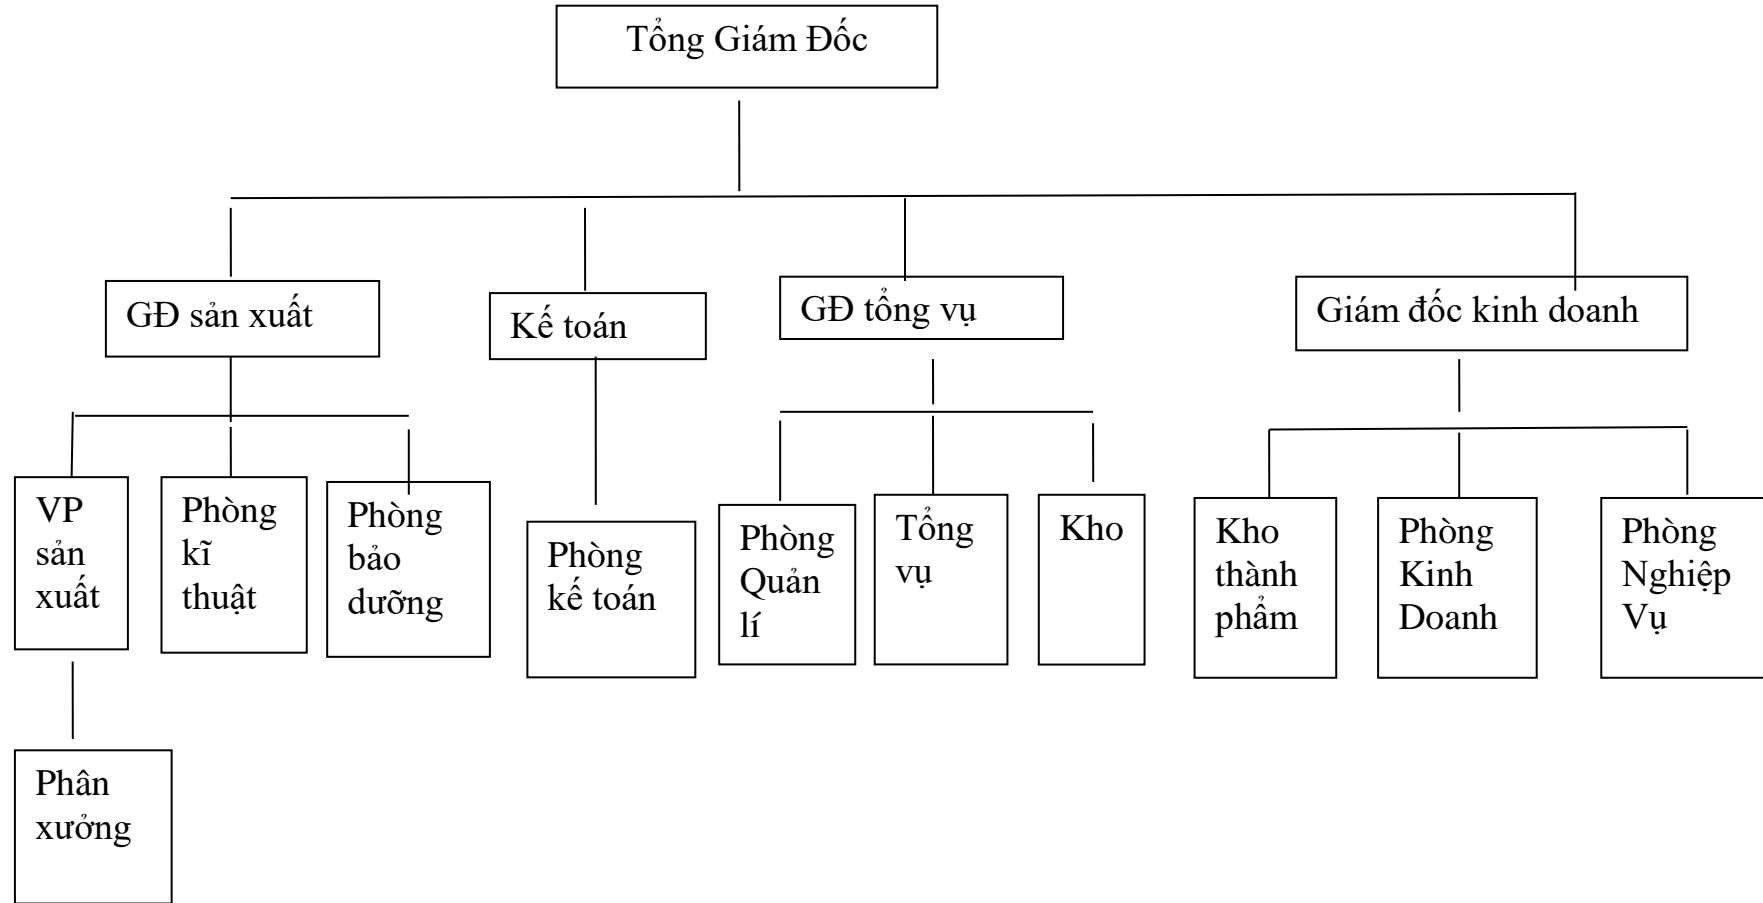 Tổng Giám Đốc
GĐ sản xuất
Kế toán
GĐ tổng vụ
Giám đốc kinh doanh
VP
sản
xuất
Phòng
kĩ
thuật
Phòng
bảo
dưỡng
Phòng
kế toán
Phòng
Quản
lí
Tổng
vụ
Kho
Kho
thành
phẩm
Phòng
Kinh
Doanh
Phòng
Nghiệp
Vụ
Phân
xưởng